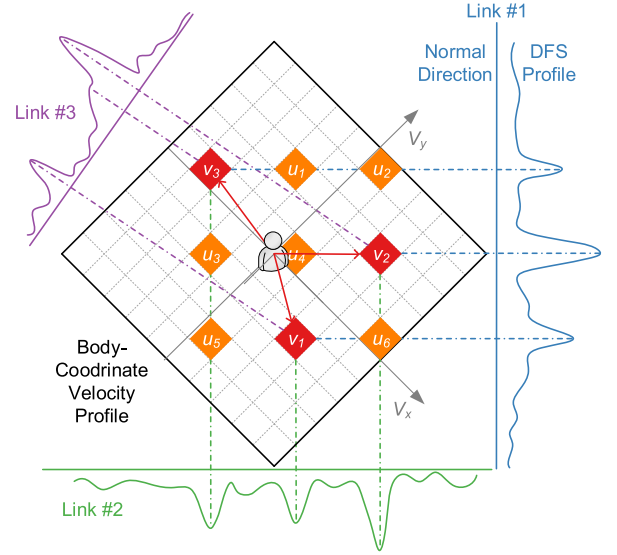 Link #1
Normal
Direction
DFS
Profile
Link #3
Vy
v3
u1
u2
u3
u4
v2
u5
v1
u6
Body-
Coodrinate
Velocity
Profile
Vx
Link #2